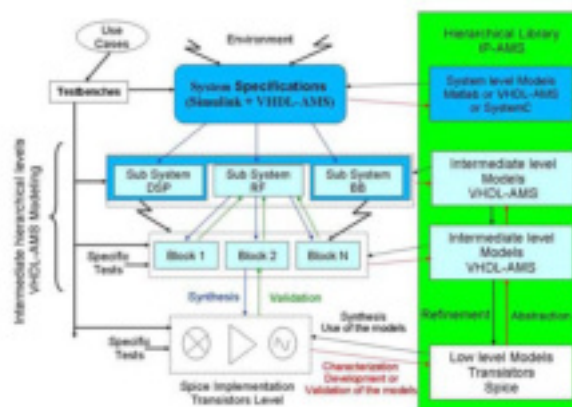 Use
Cases
Environment
Testbenches
System Specifications
(Simulink + VHDL-AMS)
Hierarchical Library
IP-AMS
System level Models
Matlab or VHDL-AMS
or SystemC
Intermediate hierarchical levels
VHDL-AMS Modeling
Sub System
DSP
Sub System
RF
Sub System
BB
Intermediate level
Models
VHDL-AMS
Specific
Tests
Block 1
Block 2
Block N
Intermediate level
Models
VHDL-AMS
Synthesis
Validation
Refinement
Abstraction
Specific
Tests
Synthesis
Use of the models
Characterization
Development or
Validation of the models
Spice Implementation
Transistors Level
Low level Models
Transistors
Spice